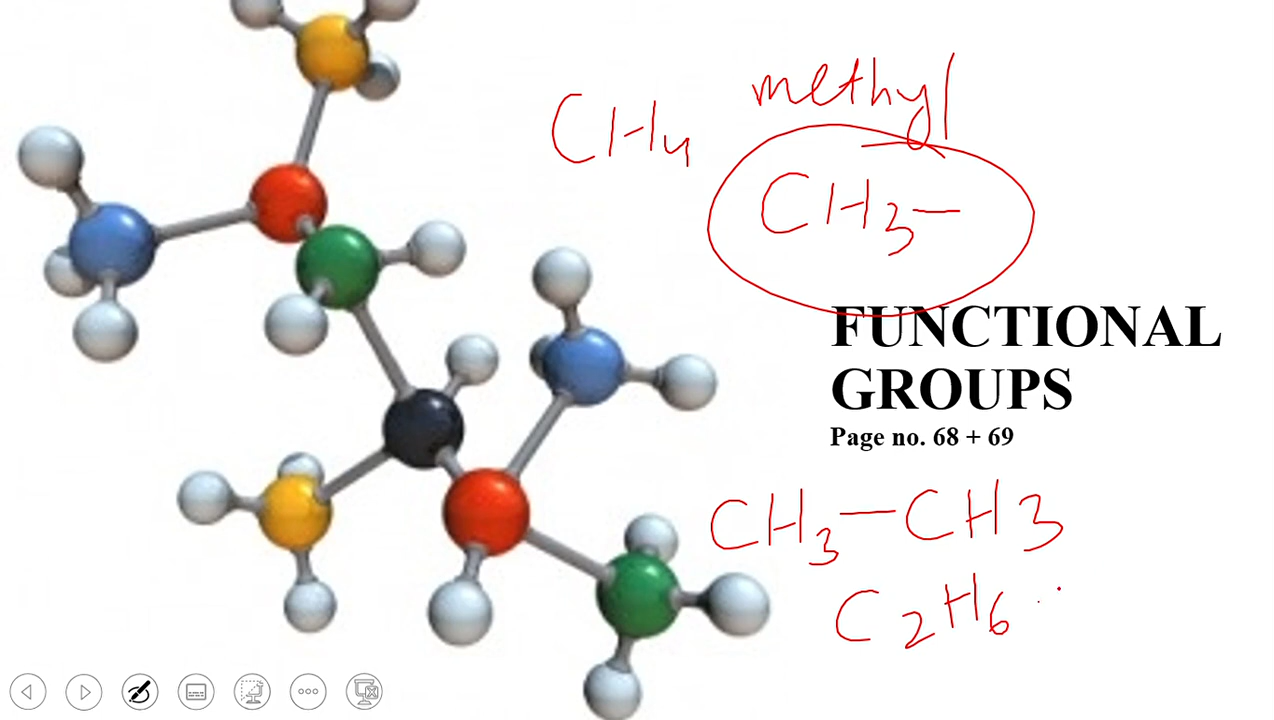 methyl
CH4
CH3-
FUNCTIONAL
GROUPS
Page no. 68 + 69
CH3-CH3
C2H6